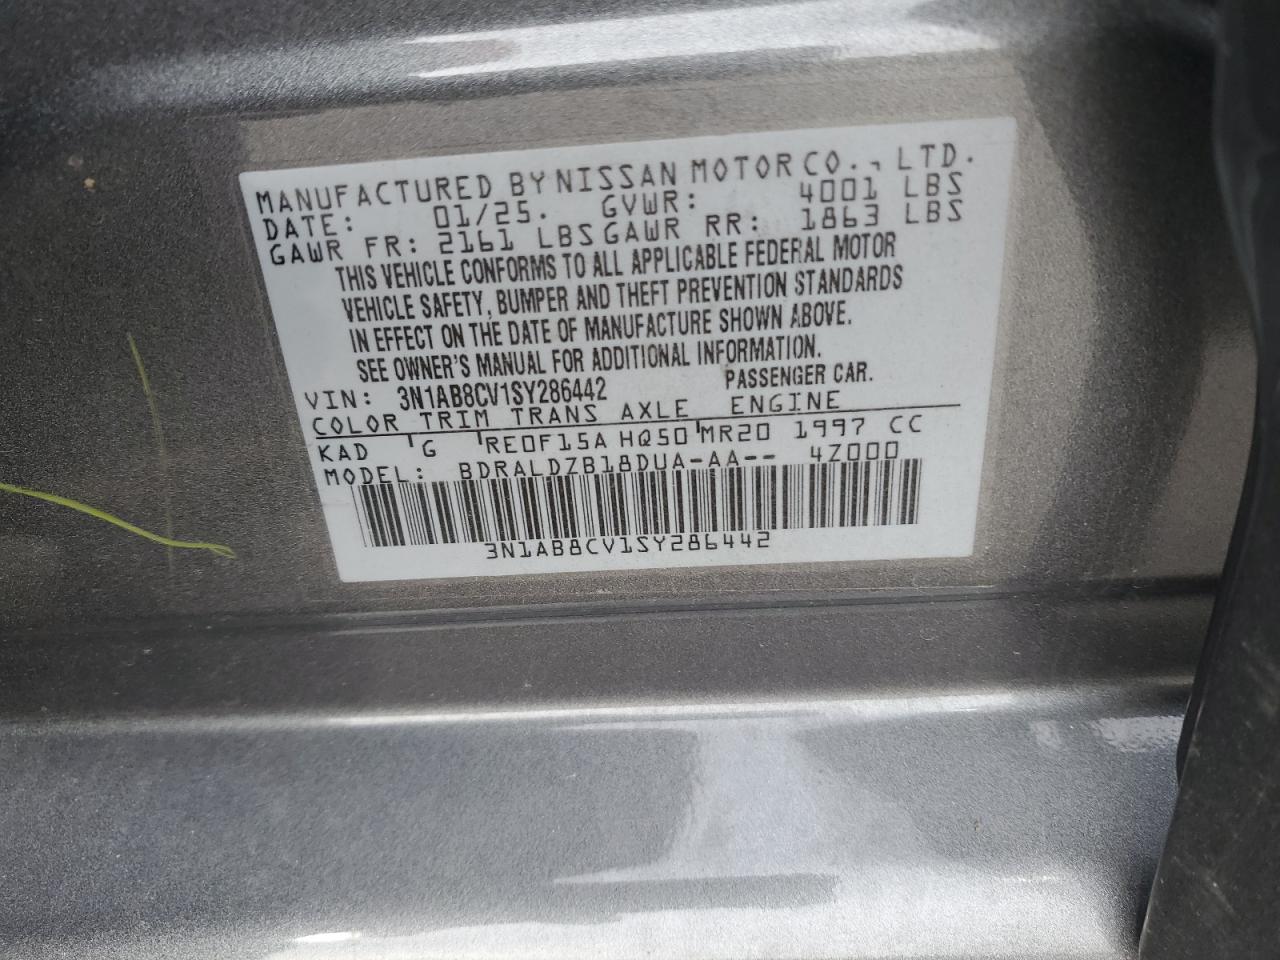 MANUFACTURED BY NISSAN MOTOR CO., LTD.
DATE: 01/25. GVWR: 4001 LBS
GAWR FR: 2161 LBS GAWR RR: 1863 LBS
THIS VEHICLE CONFORMS TO ALL APPLICABLE FEDERAL MOTOR
VEHICLE SAFETY, BUMPER AND THEFT PREVENTION STANDARDS
IN EFFECT ON THE DATE OF MANUFACTURE SHOWN ABOVE.
SEE OWNER'S MANUAL FOR ADDITIONAL INFORMATION.
VIN: 3N1AB8CV1SY286442 PASSENGER CAR.
COLOR TRIM TRANS AXLE ENGINE
KAD G RE0F15A HQ50 MR20 1997 CC
MODEL: BDRALDZB18DUA-AA-- 4Z000
3N1AB8CV1SY286442